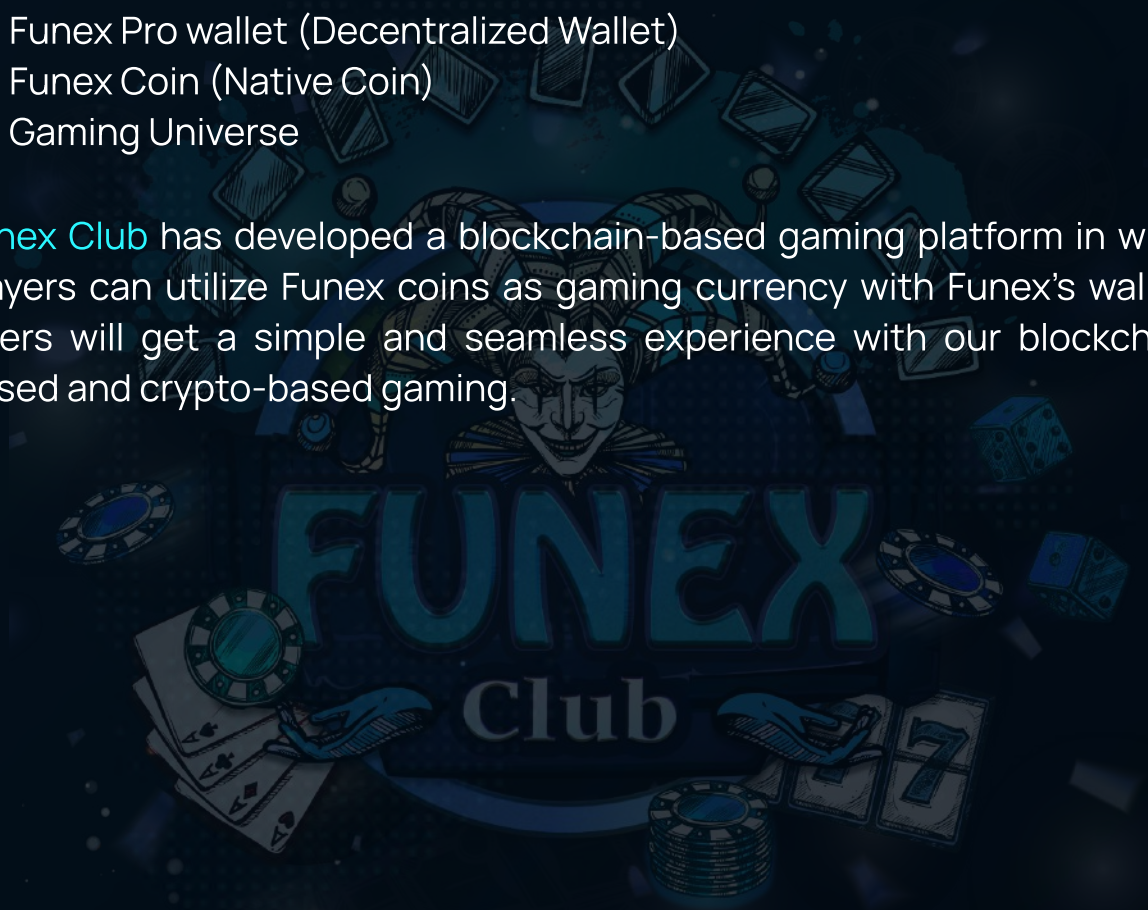 Funex Pro wallet (Decentralized Wallet)
Funex Coin (Native Coin)
Gaming Universe
nex Club has developed a blockchain-based gaming platform in w
ayers can utilize Funex coins as gaming currency with Funex’s wal
ers will get a simple and seamless experience with our blockch
sed and crypto-based gaming.
FUNEX
Club
7